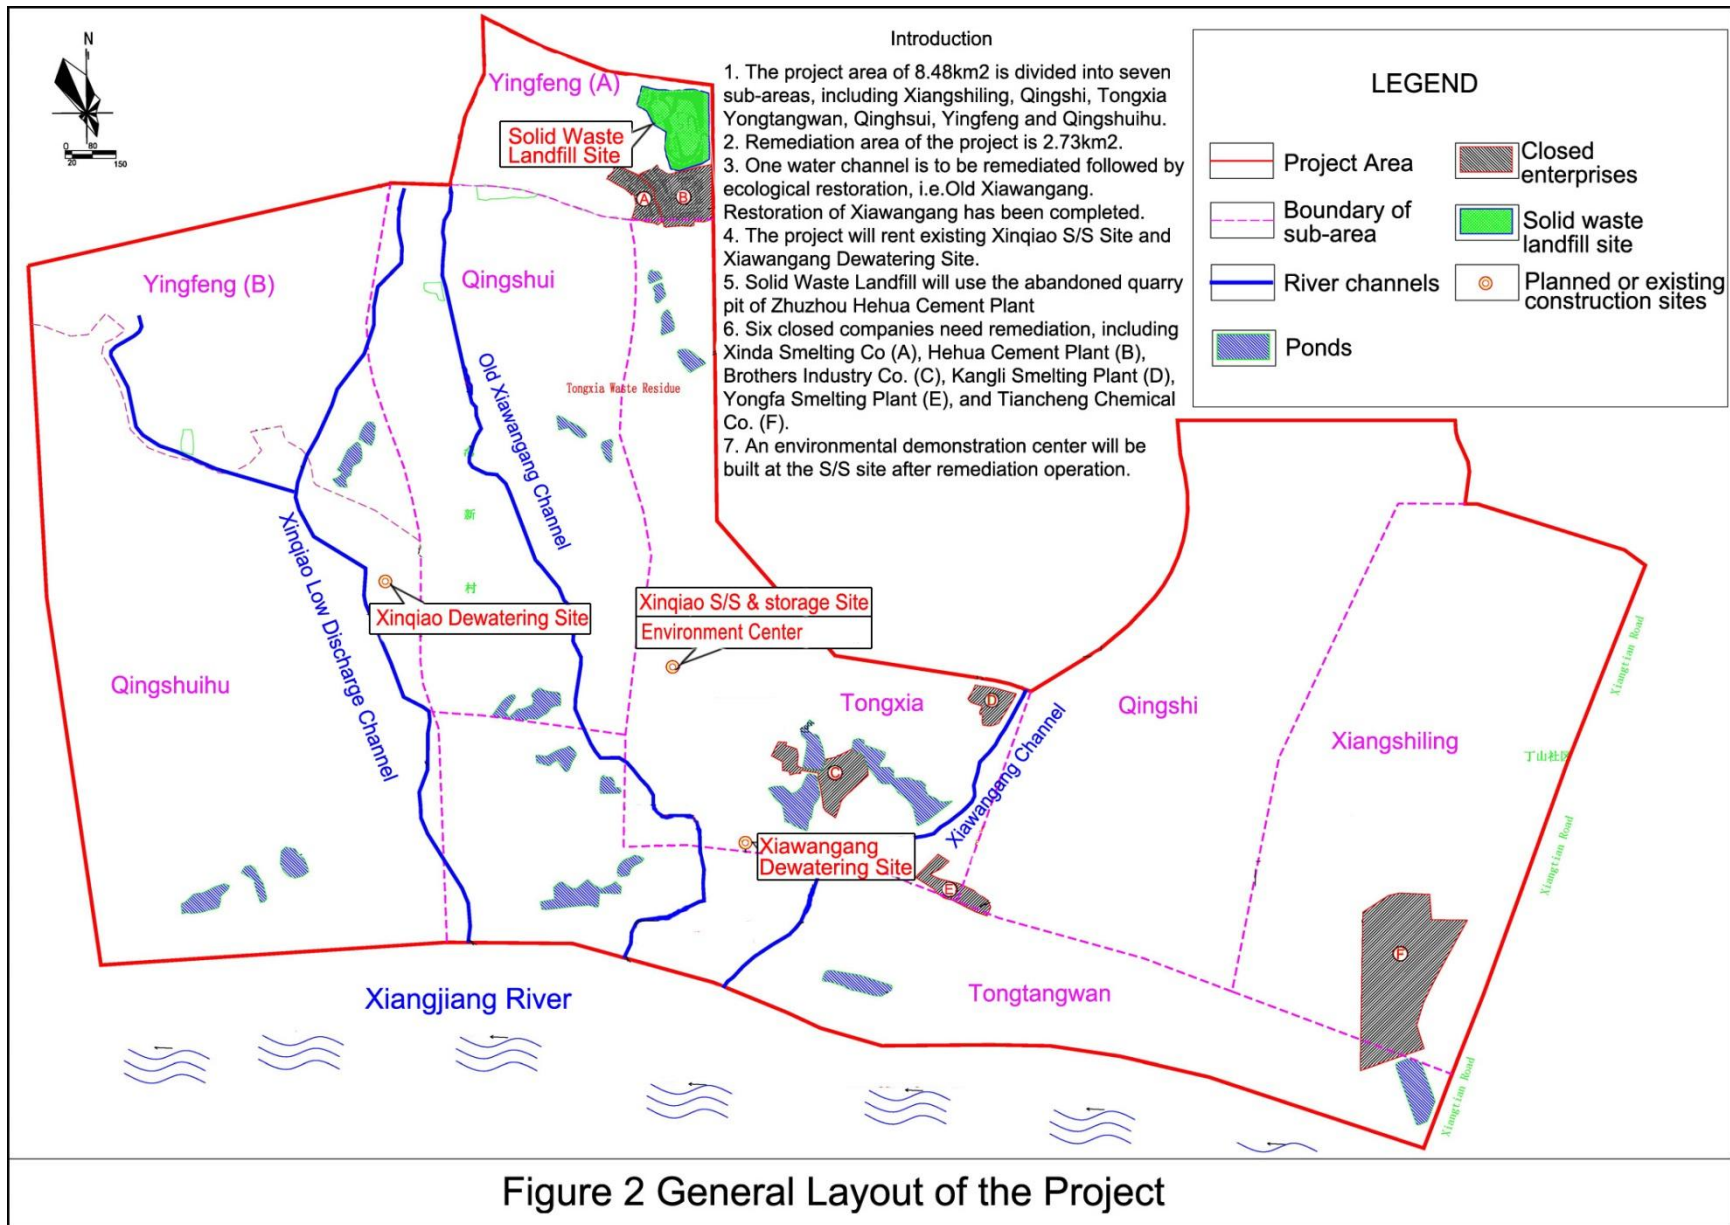 N
0 80
20 150
Introduction
1. The project area of 8.48km2 is divided into seven
sub-areas, including Xiangshiling, Qingshi, Tongxia
Yongtangwan, Qinghsui, Yingfeng and Qingshuihu.
2. Remediation area of the project is 2.73km2.
3. One water channel is to be remediated followed by
ecological restoration, i.e.Old Xiawangang.
Restoration of Xiawangang has been completed.
4. The project will rent existing Xinqiao S/S Site and
Xiawangang Dewatering Site.
5. Solid Waste Landfill will use the abandoned quarry
pit of Zhuzhou Hehua Cement Plant
6. Six closed companies need remediation, including
Xinda Smelting Co (A), Hehua Cement Plant (B),
Brothers Industry Co. (C), Kangli Smelting Plant (D),
Yongfa Smelting Plant (E), and Tiancheng Chemical
Co. (F).
7. An environmental demonstration center will be
built at the S/S site after remediation operation.
LEGEND
Project Area
Boundary of
sub-area
River channels
Ponds
Closed
enterprises
Solid waste
landfill site
Planned or existing
construction sites
Yingfeng (A)
Solid Waste
Landfill Site
A
B
Yingfeng (B)
Qingshui
Old Xiawangang Channel
Tongxia Waste Residue
新
村
Xinqiao Low Discharge Channel
Xinqiao Dewatering Site
Xinqiao S/S & storage Site
Environment Center
Qingshuihu
Tongxia
D
C
Xiawangang Channel
Qingshi
Xiangshiling
Xiangtian Road
丁山社区
Xiangtian Road
Xiawangang
Dewatering Site
E
F
Tongtangwan
Xiangtian Road
Xiangjiang River
Figure 2 General Layout of the Project